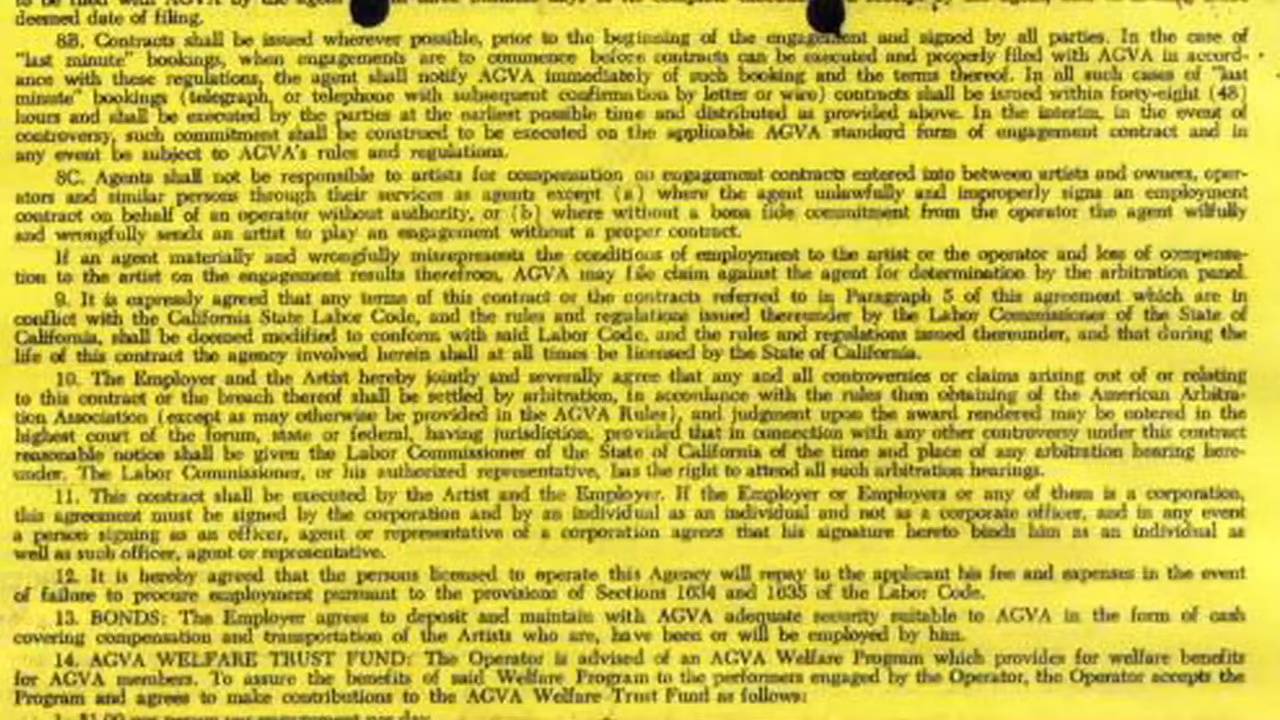 deemed date of filing.
8B. Contracts shall be issued wherever possible, prior to the beginning of the engagement and signed by all parties. In the case of
"last minute" bookings, when engagements are to commence before contracts can be executed and properly filed with AGVA in accord-
ance with these regulations, the agent shall notify AGVA immediately of such booking and the terms thereof. In all such cases of "last
minute" bookings (telegraph, or telephone with subsequent confirmation by letter or wire) contracts shall be issued within forty-eight (48)
hours and shall be executed by the parties at the earliest possible time and distributed as provided above. In the interim, in the event of
controversy, such commitment shall be construed to be executed on the applicable AGVA standard form of engagement contract and in
any event be subject to AGVA's rules and regulations.
8C. Agents shall not be responsible to artists for compensation on engagement contracts entered into between artists and owners, oper-
ators and similar persons through their services as agents except (a) where the agent unlawfully and improperly signs an employment
contract on behalf of an operator without authority, or (b) where without a bona fide commitment from the operator the agent wilfully
and wrongfully sends an artist to play an engagement without a proper contract.
If an agent materially and wrongfully misrepresents the conditions of employment to the artist or the operator and loss of compensa-
tion to the artist on the engagement results therefrom, AGVA may file claim against the agent for determination by the arbitration panel.
9. It is expressly agreed that any terms of this contract or the contracts referred to in Paragraph 5 of this agreement which are in
conflict with the California State Labor Code, and the rules and regulations issued thereunder by the Labor Commissioner of the State of
California, shall be deemed modified to conform with said Labor Code, and the rules and regulations issued thereunder, and that during the
life of this contract the agency involved herein shall at all times be licensed by the State of California.
10. The Employer and the Artist hereby jointly and severally agree that any and all controversies or claims arising out of or relating
to this contract or the breach thereof shall be settled by arbitration, in accordance with the rules then obtaining of the American Arbitra-
tion Association (except as may otherwise be provided in the AGVA Rules), and judgment upon the award rendered may be entered in the
highest court of the forum, state or federal, having jurisdiction, provided that in connection with any other controversy under this contract
reasonable notice shall be given the Labor Commissioner of the State of California of the time and place of any arbitration hearing here-
under. The Labor Commissioner, or his authorized representative, has the right to attend all such arbitration hearings.
11. This contract shall be executed by the Artist and the Employer. If the Employer or Employers or any of them is a corporation,
this agreement must be signed by the corporation and by an individual as an individual and not as a corporate officer, and in any event
a person signing as an officer, agent or representative of a corporation agrees that his signature hereto binds him as an individual as
well as such officer, agent or representative.
12. It is hereby agreed that the persons licensed to operate this Agency will repay to the applicant his fee and expenses in the event
of failure to procure employment pursuant to the provisions of Sections 1634 and 1635 of the Labor Code.
13. BONDS: The Employer agrees to deposit and maintain with AGVA adequate security suitable to AGVA in the form of cash
covering compensation and transportation of the Artists who are, have been or will be employed by him.
14. AGVA WELFARE TRUST FUND: The Operator is advised of an AGVA Welfare Program which provides for welfare benefits
for AGVA members. To assure the benefits of said Welfare Program to the performers engaged by the Operator, the Operator accepts the
Program and agrees to make contributions to the AGVA Welfare Trust Fund as follows: